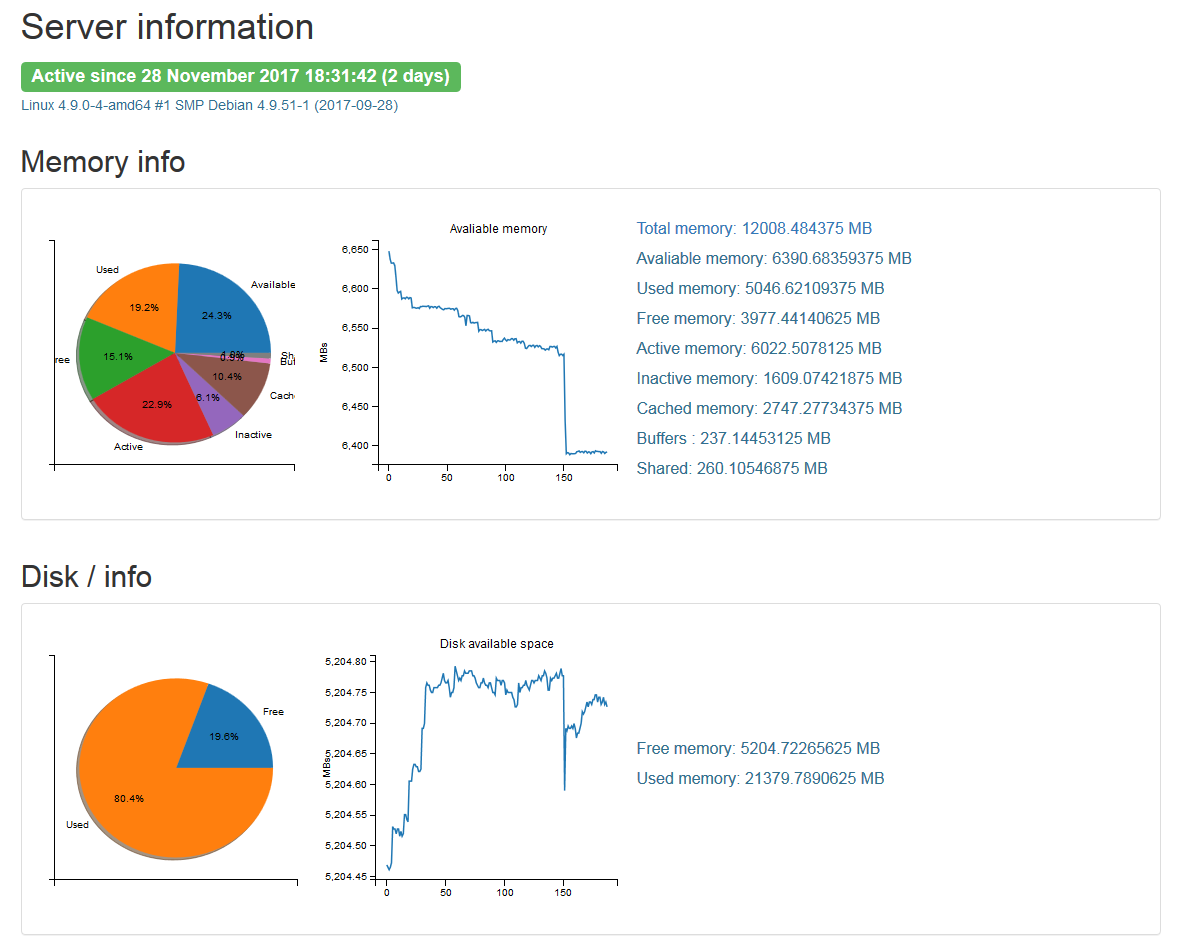 Server information
Active since 28 November 2017 18:31:42 (2 days)
Linux 4.9.0-4-amd64 #1 SMP Debian 4.9.51-1 (2017-09-28)
Memory info
Used
Available
19.2%
24.3%
ree
15.1%
Sh
1.0%
0.9%
But
10.4%
Cach
6.1%
22.9%
Inactive
Active
Avaliable memory
6,650
6,600
6,550
6,500
6,450
6,400
MBs
0
50
100
150
Total memory: 12008.484375 MB
Avaliable memory: 6390.68359375 MB
Used memory: 5046.62109375 MB
Free memory: 3977.44140625 MB
Active memory: 6022.5078125 MB
Inactive memory: 1609.07421875 MB
Cached memory: 2747.27734375 MB
Buffers : 237.14453125 MB
Shared: 260.10546875 MB
Disk / info
Free
19.6%
80.4%
Used
Disk available space
5,204.80
5,204.75
5,204.70
5,204.65
5,204.60
5,204.55
5,204.50
5,204.45
MBs
0
50
100
150
Free memory: 5204.72265625 MB
Used memory: 21379.7890625 MB